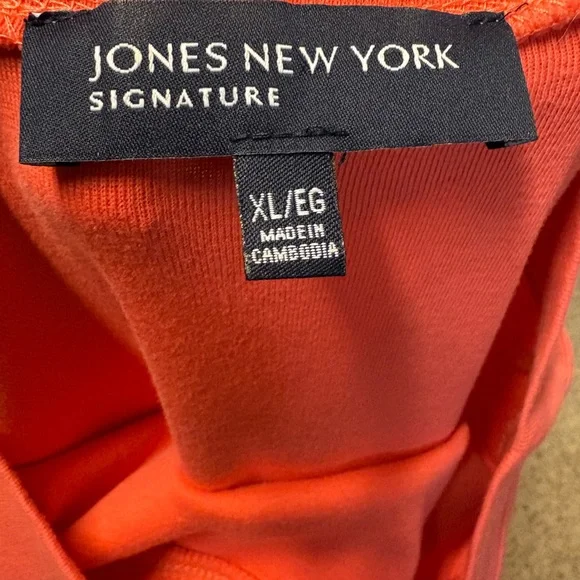 JONES NEW YORK
SIGNATURE
XL/EG
MADE IN
CAMBODIA